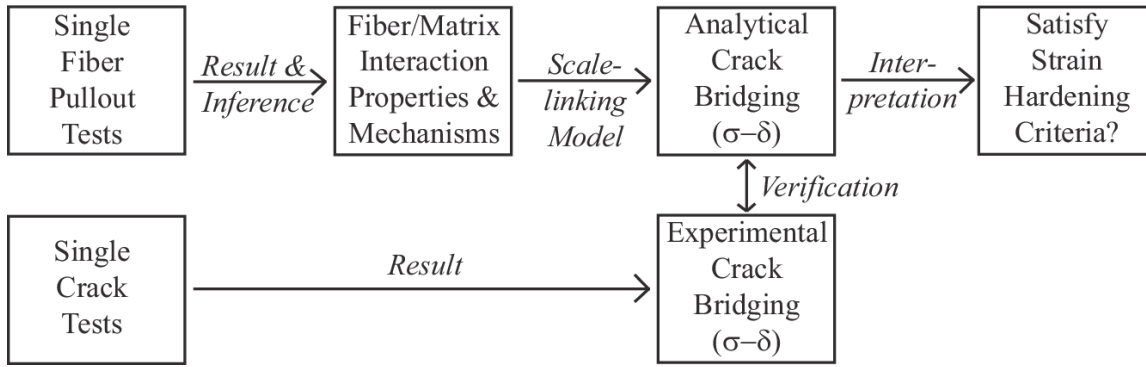 Single
Fiber
Pullout
Tests
Result &
Inference
Fiber/Matrix
Interaction
Properties &
Mechanisms
Scale-
linking
Model
Analytical
Crack
Bridging
(σ–δ)
Inter-
pretation
Satisfy
Strain
Hardening
Criteria?
Verification
Single
Crack
Tests
Result
Experimental
Crack
Bridging
(σ–δ)